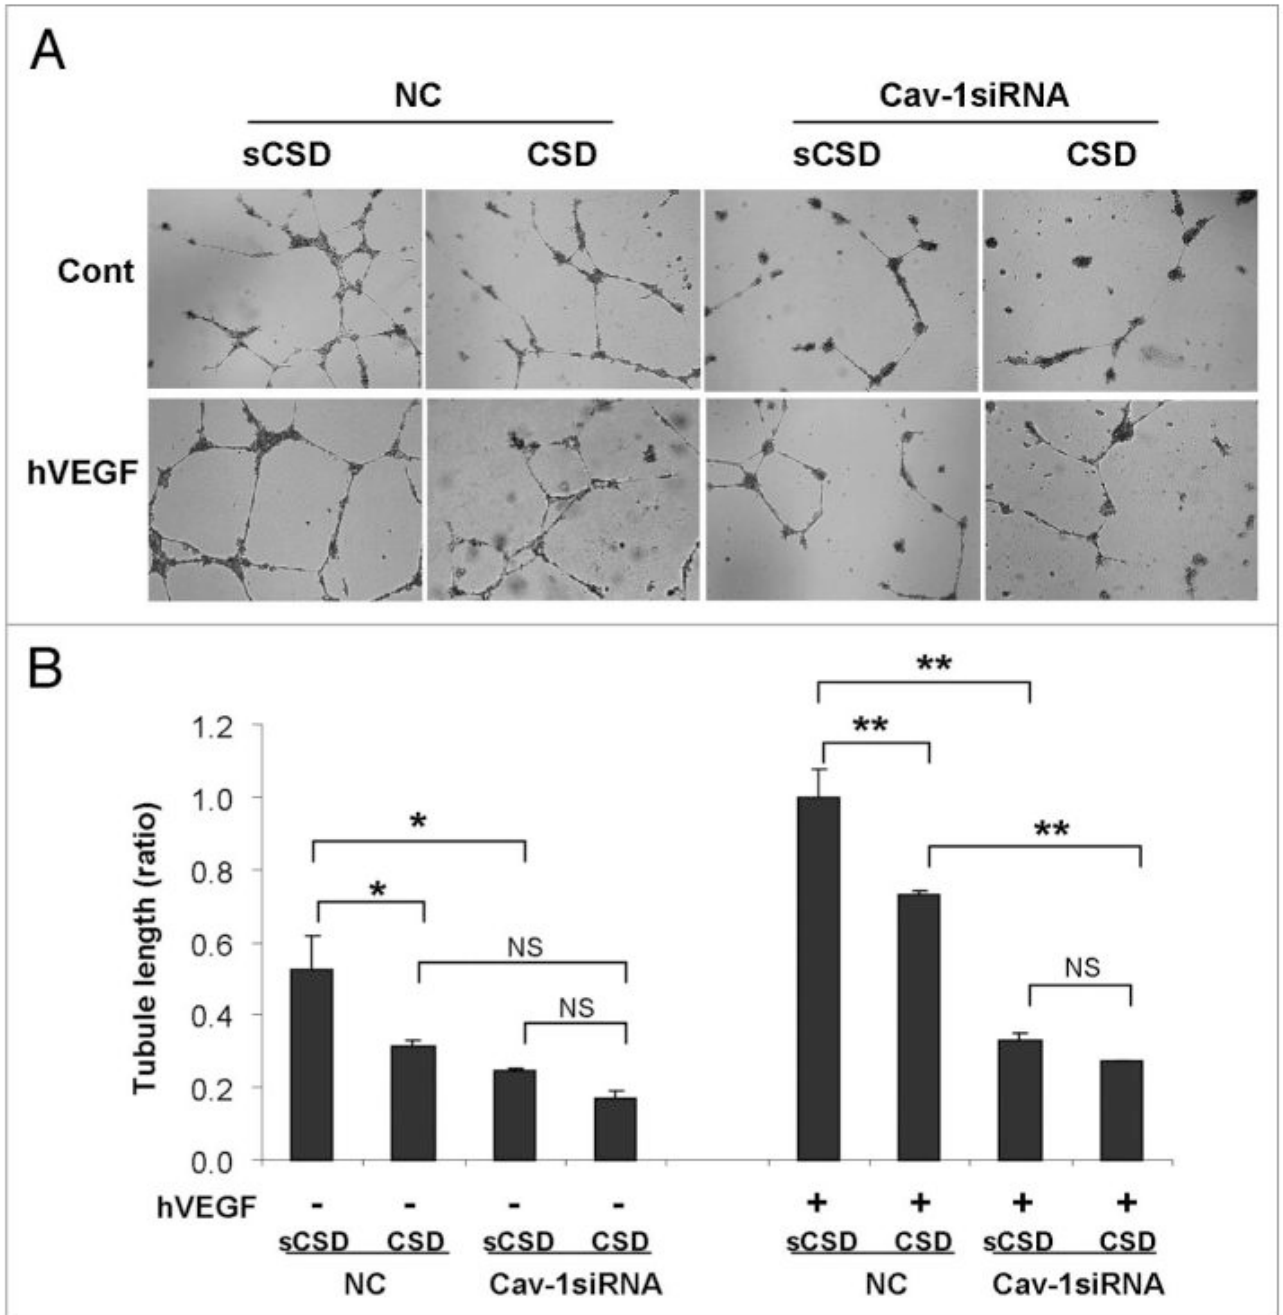 A
NC Cav-1siRNA
sCSD CSD sCSD CSD
Cont
hVEGF
B
**
1.2 **
1.0
* **
0.8
*
0.6 NS NS
0.4 NS
0.2
0.0
Tubule length (ratio)
hVEGF - - - - + + + +
sCSD CSD sCSD CSD sCSD CSD sCSD CSD
NC Cav-1siRNA NC Cav-1siRNA